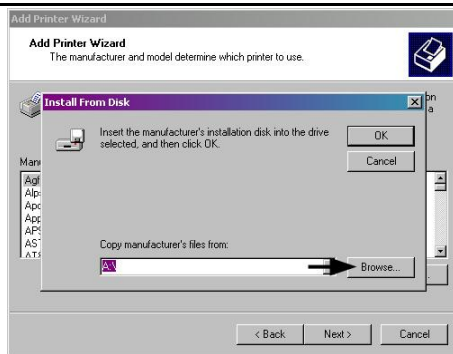 Add Printer Wizard
Add Printer Wizard
The manufacturer and model determine which printer to use.
Install From Disk
Insert the manufacturer's installation disk into the drive
selected, and then click OK.
OK
Cancel
Copy manufacturer's files from:
A:\
Browse...
< Back
Next >
Cancel